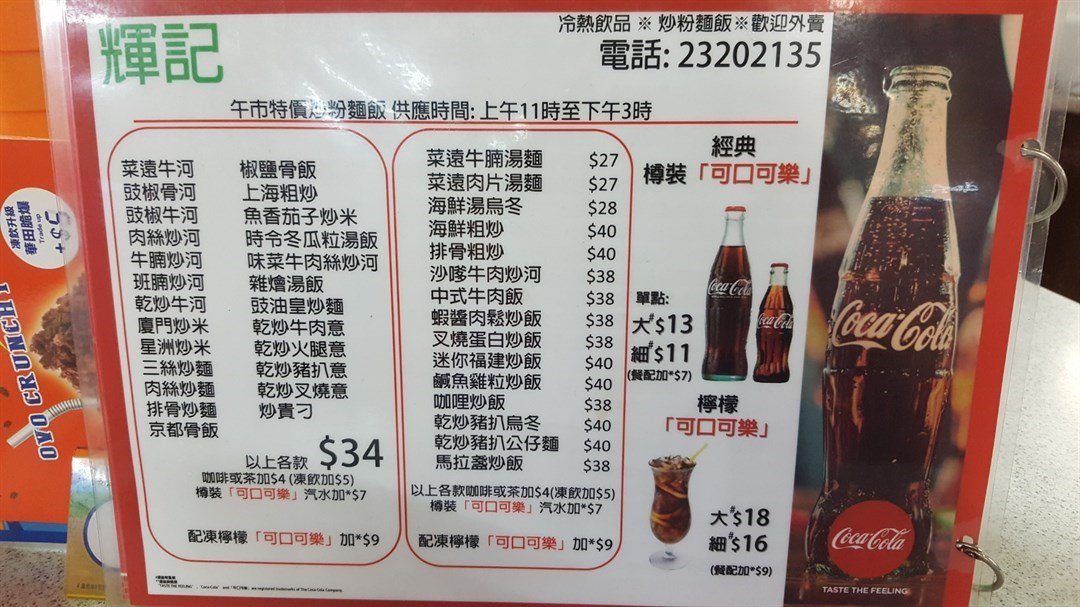 輝記
冷熱飲品 ※ 炒粉麵飯※歡迎外賣
電話: 23202135
午市特價炒粉麵飯 供應時間: 上午11時至下午3時
菜遠牛河 椒鹽骨飯
豉椒骨河 上海粗炒
豉椒牛河 魚香茄子炒米
肉絲炒河 時令冬瓜粒湯飯
牛腩炒河 味菜牛肉絲炒河
班腩炒河 雜燴湯飯
乾炒牛河 豉油皇炒麵
廈門炒米 乾炒牛肉意
星洲炒米 乾炒火腿意
三絲炒麵 乾炒豬扒意
肉絲炒麵 乾炒叉燒意
排骨炒麵 炒貴刁
京都骨飯
以上各款 $34
咖啡或茶加$4 (凍飲加$5)
樽裝「可口可樂」汽水加*$7
配凍檸檬「可口可樂」加*$9
菜遠牛腩湯麵 $27
菜遠肉片湯麵 $27
海鮮湯烏冬 $28
海鮮粗炒 $40
排骨粗炒 $40
沙嗲牛肉炒河 $38
中式牛肉飯 $38
蝦醬肉鬆炒飯 $38
叉燒蛋白炒飯 $38
迷你福建炒飯 $40
鹹魚雞粒炒飯 $40
咖哩炒飯 $38
乾炒豬扒烏冬 $40
乾炒豬扒公仔麵 $40
馬拉盞炒飯 $38
以上各款咖啡或茶加$4(凍飲加$5)
樽裝「可口可樂」汽水加*$7
配凍檸檬「可口可樂」加*$9
經典
樽裝「可口可樂」
Coca-Cola
Coca-Cola
單點:
大#$13
細#$11
(餐配加*$7)
檸檬
「可口可樂」
大#$18
細#$16
(餐配加*$9)
Coca-Cola
Coca-Cola
TASTE THE FEELING
凍飲升級
華田脆爆
Trade up
+$5
OVO CRUNCHY